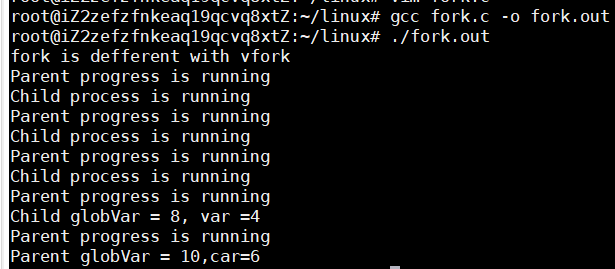 root@iZ2zefzfnkeaq19qcvq8xtZ:~/linux# vim fork.c
root@iZ2zefzfnkeaq19qcvq8xtZ:~/linux# gcc fork.c -o fork.out
root@iZ2zefzfnkeaq19qcvq8xtZ:~/linux# ./fork.out
fork is defferent with vfork
Parent progress is running
Child process is running
Parent progress is running
Child process is running
Parent progress is running
Child process is running
Parent progress is running
Child globVar = 8, var =4
Parent progress is running
Parent globVar = 10,car=6